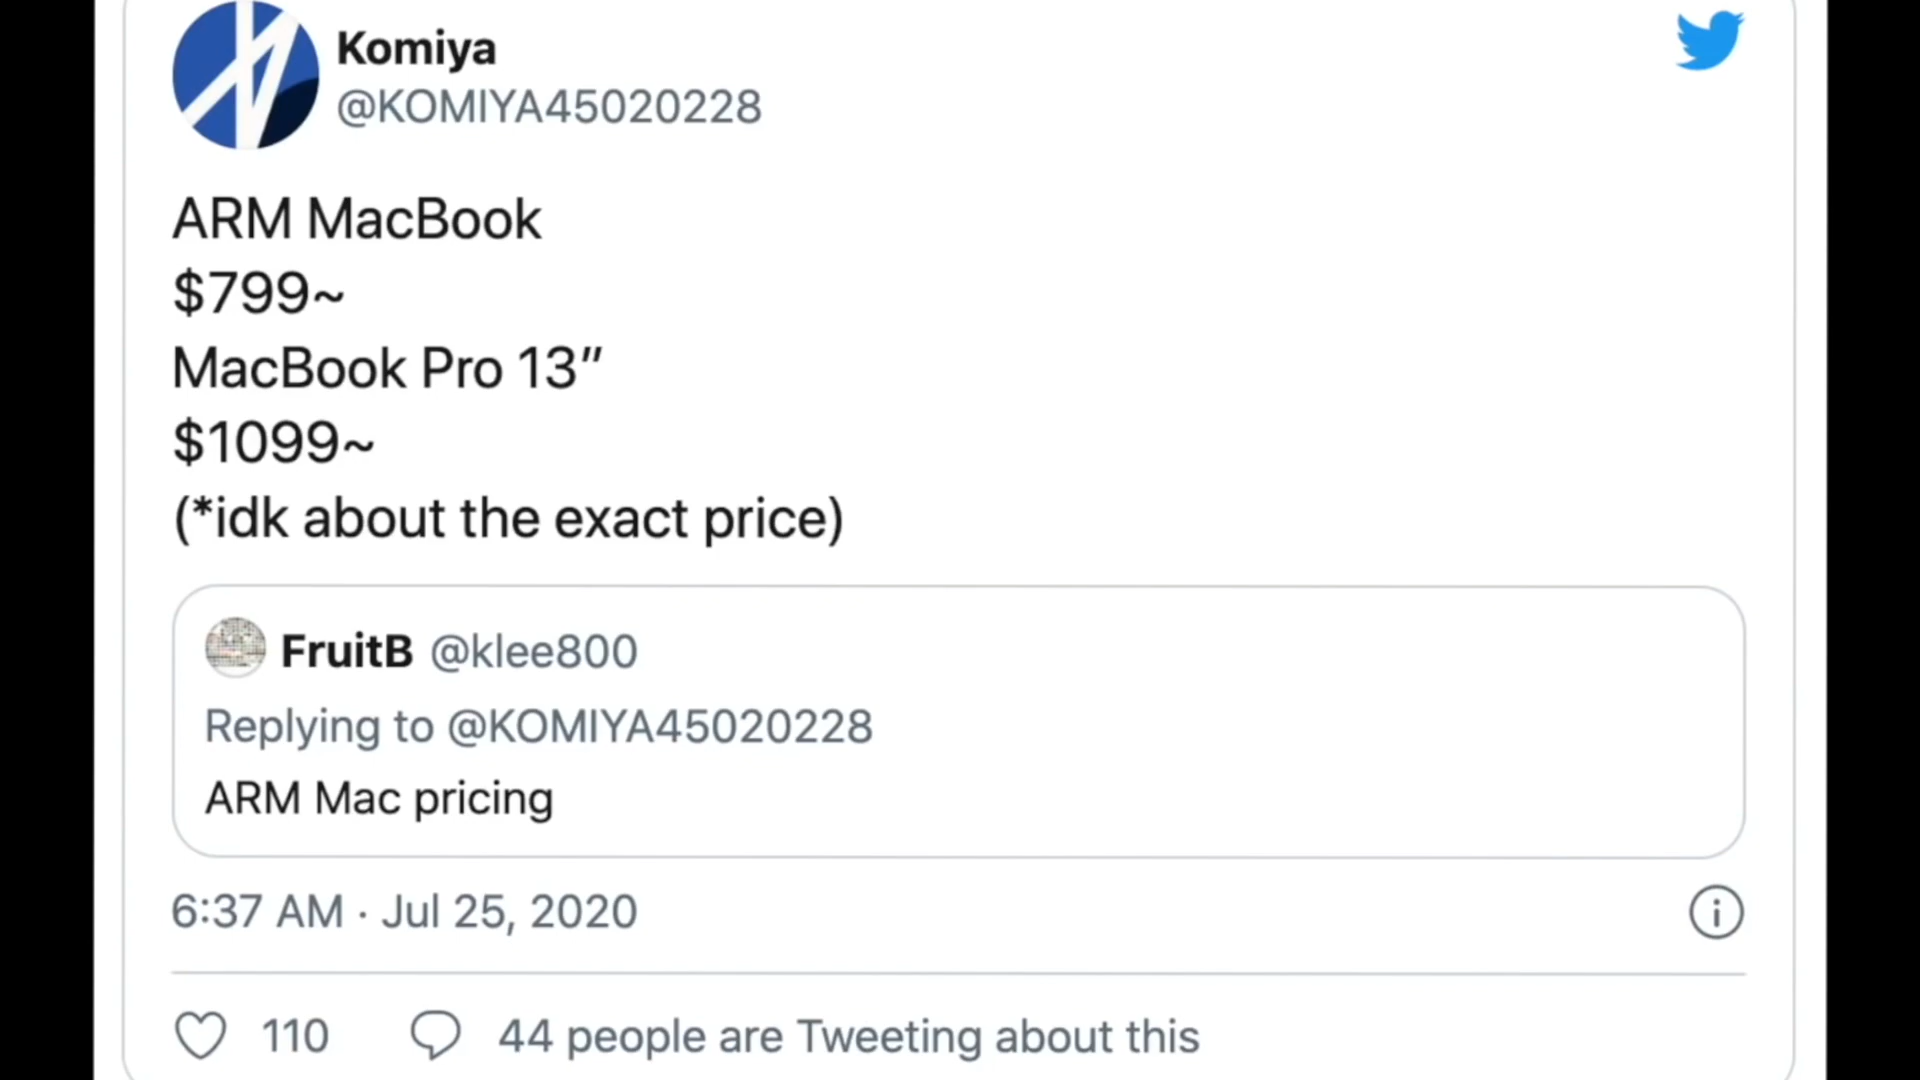 Komiya
@KOMIYA45020228
ARM MacBook
$799~
MacBook Pro 13”
$1099~
(*idk about the exact price)
FruitB @klee800
Replying to @KOMIYA45020228
ARM Mac pricing
6:37 AM · Jul 25, 2020
110 44 people are Tweeting about this